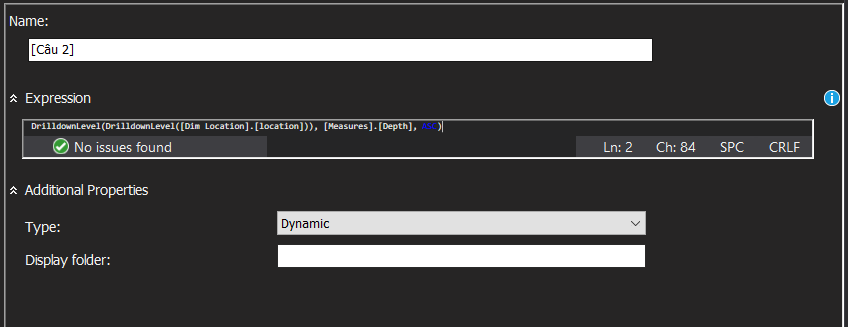 Name:
[Câu 2]
Expression
DrilldownLevel(DrilldownLevel([Dim Location].[location])), [Measures].[Depth], )
No issues found
Ln: 2 Ch: 84 SPC CRLF
Additional Properties
Type:
Dynamic
Display folder: